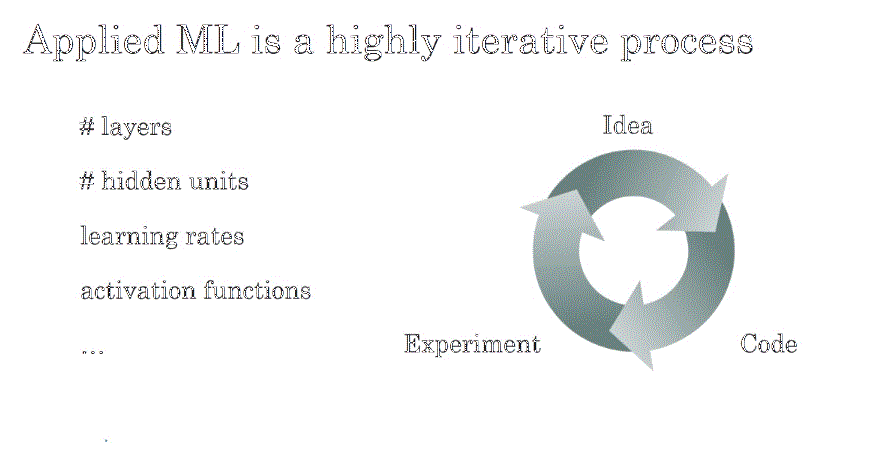 Applied ML is a highly iterative process
# layers
# hidden units
learning rates
activation functions
...
Idea
Experiment
Code